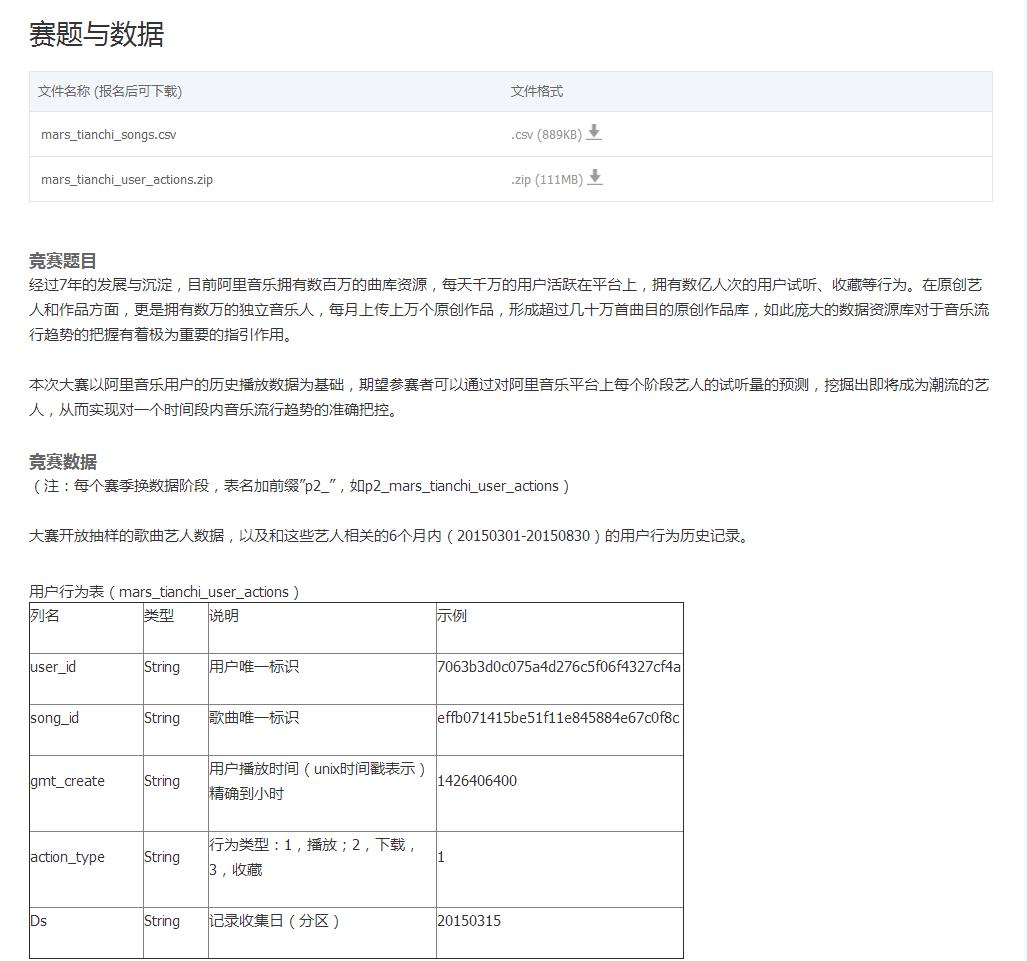 赛题与数据
文件名称 (报名后可下载) 文件格式
mars_tianchi_songs.csv .csv (889KB)
mars_tianchi_user_actions.zip .zip (111MB)
竞赛题目
经过7年的发展与沉淀，目前阿里音乐拥有数百万的曲库资源，每天千万的用户活跃在平台上，拥有数亿人次的用户试听、收藏等行为。在原创艺
人和作品方面，更是拥有数万的独立音乐人，每月上传上万个原创作品，形成超过几十万首曲目的原创作品库，如此庞大的数据资源库对于音乐流
行趋势的把握有着极为重要的指引作用。
本次大赛以阿里音乐用户的历史播放数据为基础，期望参赛者可以通过对阿里音乐平台上每个阶段艺人的试听量的预测，挖掘出即将成为潮流的艺
人，从而实现对一个时间段内音乐流行趋势的准确把控。
竞赛数据
（注：每个赛季换数据阶段，表名加前缀”p2_”，如p2_mars_tianchi_user_actions）
大赛开放抽样的歌曲艺人数据，以及和这些艺人相关的6个月内（20150301-20150830）的用户行为历史记录。
用户行为表（mars_tianchi_user_actions）
列名 类型 说明 示例
user_id String 用户唯一标识 7063b3d0c075a4d276c5f06f4327cf4a
song_id String 歌曲唯一标识 effb071415be51f11e845884e67c0f8c
gmt_create String 用户播放时间（unix时间戳表示） 1426406400
精确到小时
action_type String 行为类型：1，播放；2，下载， 1
3，收藏
Ds String 记录收集日（分区） 20150315